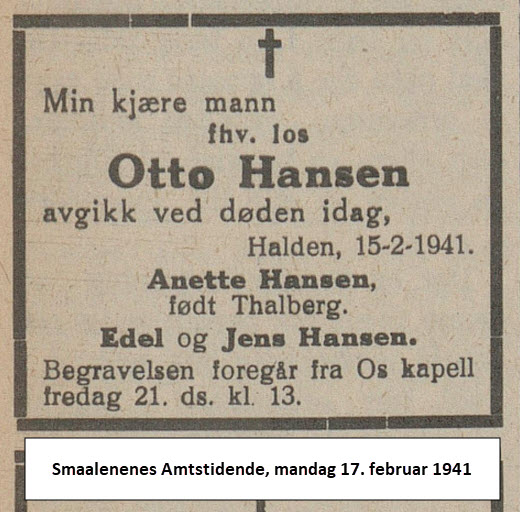 Min kjære mann
fhv. los
Otto Hansen
avgikk ved døden idag,
Halden, 15-2-1941.
Anette Hansen,
født Thalberg.
Edel og Jens Hansen.
Begravelsen foregår fra Os kapell
fredag 21. ds. kl. 13.
Smaalenenes Amtstidende, mandag 17. februar 1941